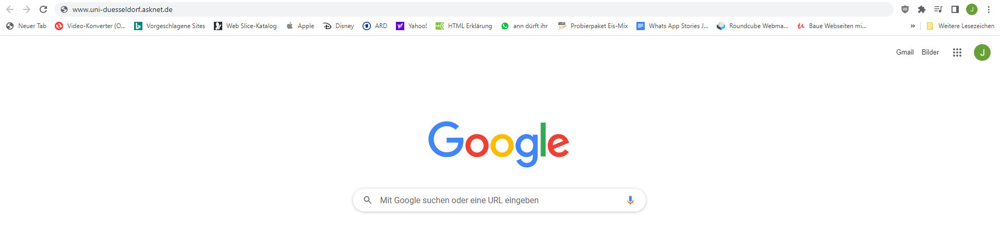 www.uni-duesseldorf.asknet.de
Neuer Tab Video-Konverter (O... Vorgeschlagene Sites Web Slice-Katalog Apple Disney ARD Yahoo! HTML Erklärung ann dürft ihr Probierpaket Eis-Mix Whats App Stories J... Roundcube Webma... Baue Webseiten mi... » Weitere Lesezeichen
Gmail Bilder J
Google
Mit Google suchen oder eine URL eingeben